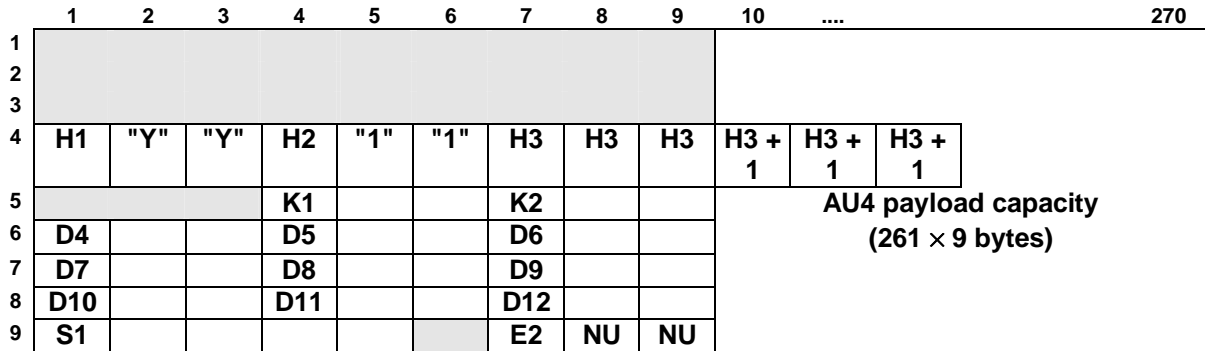 1 2 3 4 5 6 7 8 9 10 .... 270
1
2
3
4 H1 "Y" "Y" H2 "1" "1" H3 H3 H3 H3 + 1 H3 + 1 H3 + 1
5 K1 K2 AU4 payload capacity
6 D4 D5 D6 (261 × 9 bytes)
7 D7 D8 D9
8 D10 D11 D12
9 S1 E2 NU NU